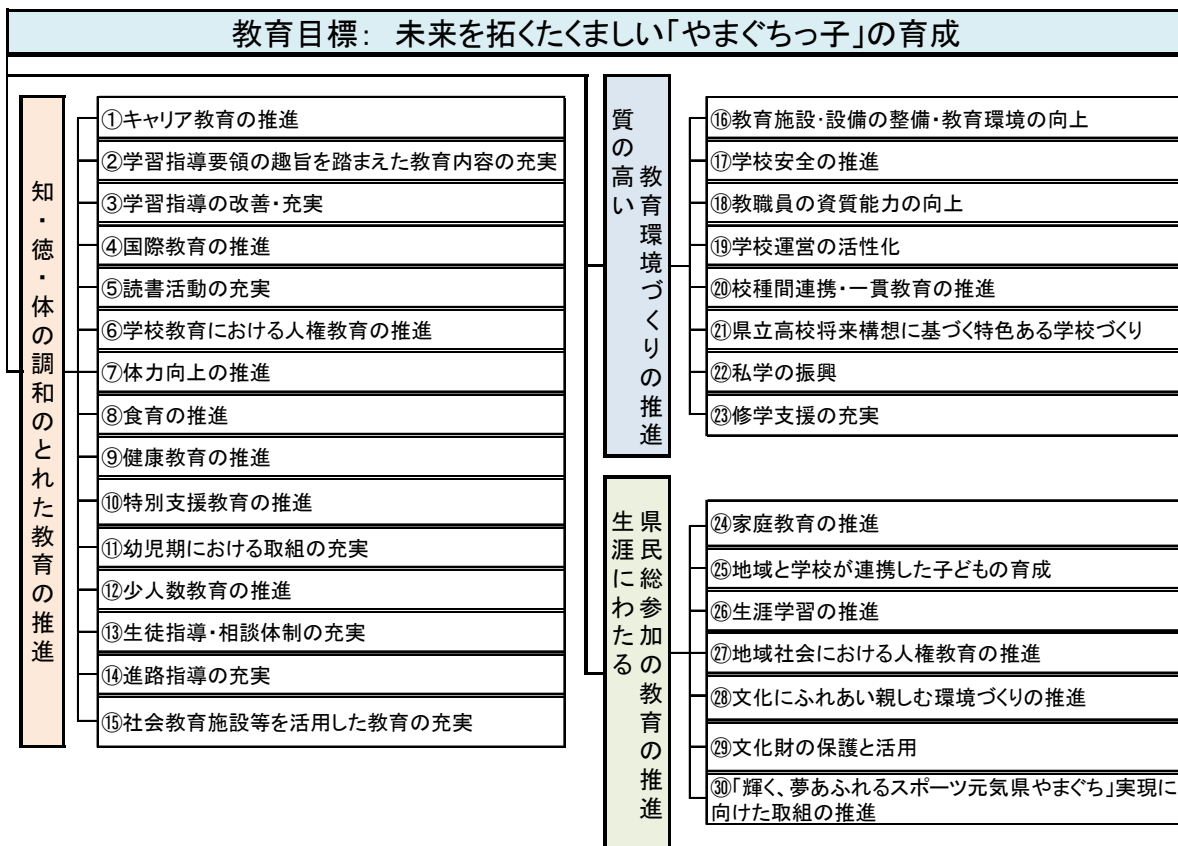 教育目標： 未来を拓くたくましい「やまぐちっ子」の育成
知・徳・体の調和のとれた教育の推進
①キャリア教育の推進
②学習指導要領の趣旨を踏まえた教育内容の充実
③学習指導の改善・充実
④国際教育の推進
⑤読書活動の充実
⑥学校教育における人権教育の推進
⑦体力向上の推進
⑧食育の推進
⑨健康教育の推進
⑩特別支援教育の推進
⑪幼児期における取組の充実
⑫少人数教育の推進
⑬生徒指導・相談体制の充実
⑭進路指導の充実
⑮社会教育施設等を活用した教育の充実
質の高い
教育環境づくりの推進
⑯教育施設・設備の整備・教育環境の向上
⑰学校安全の推進
⑱教職員の資質能力の向上
⑲学校運営の活性化
⑳校種間連携・一貫教育の推進
㉑県立高校将来構想に基づく特色ある学校づくり
㉒私学の振興
㉓修学支援の充実
生涯にわたる
県民総参加の教育の推進
㉔家庭教育の推進
㉕地域と学校が連携した子どもの育成
㉖生涯学習の推進
㉗地域社会における人権教育の推進
㉘文化にふれあい親しむ環境づくりの推進
㉙文化財の保護と活用
㉚「輝く、夢あふれるスポーツ元気県やまぐち」実現に
向けた取組の推進